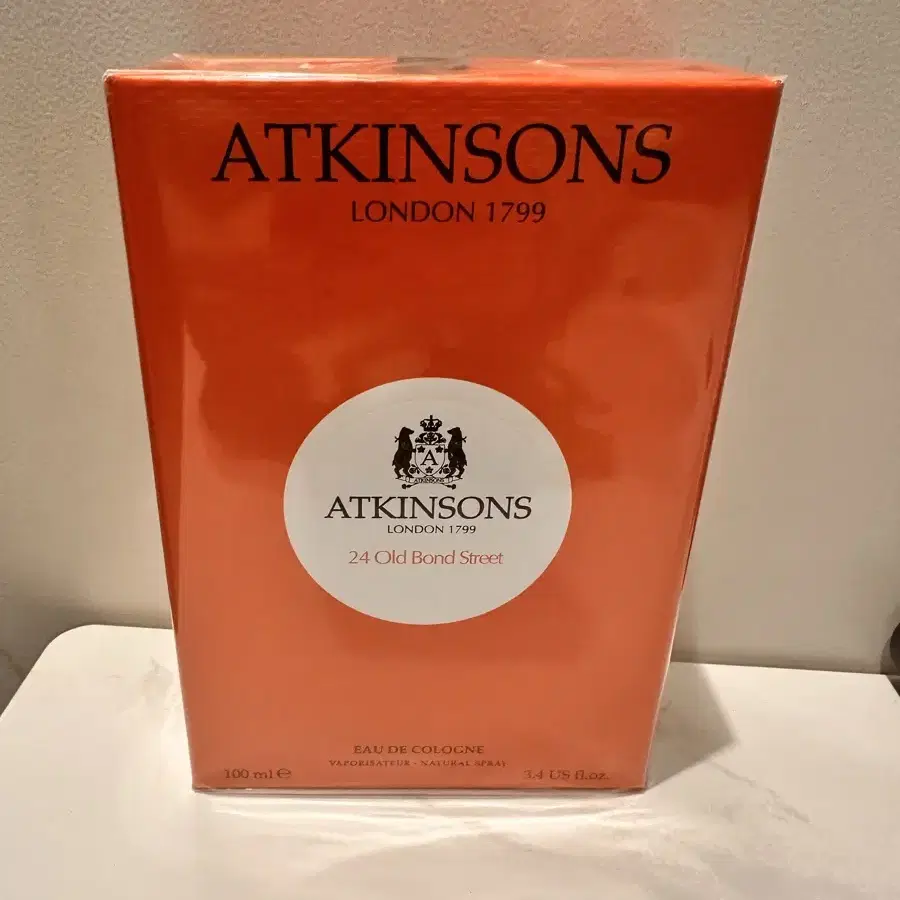 ATKINSONS
LONDON 1799
A
ATKINSONS
ATKINSONS
LONDON 1799
24 Old Bond Street
EAU DE COLOGNE
VAPORISATEUR - NATURAL SPRAY
100 ml e 3.4 US fl.oz.